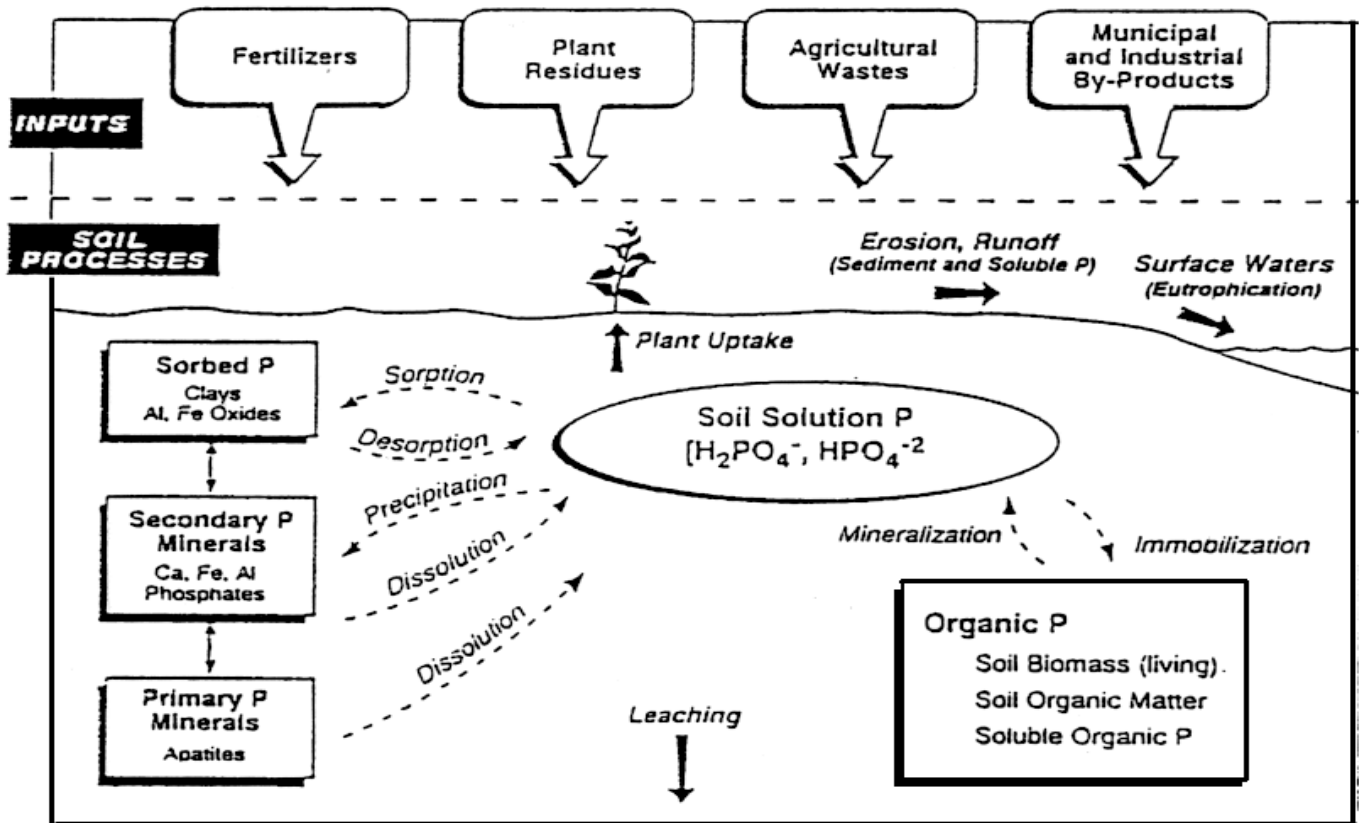 Fertilizers
Plant
Residues
Agricultural
Wastes
Municipal
and Industrial
By-Products
INPUTS
SOIL
PROCESSES
Erosion, Runoff
(Sediment and Soluble P)
Surface Waters
(Eutrophication)
Plant Uptake
Sorbed P
Clays
Al, Fe Oxides
Sorption
Desorption
Soil Solution P
[H₂PO₄⁻, HPO₄⁻²
Precipitation
Secondary P
Minerals
Ca, Fe, Al
Phosphates
Dissolution
Mineralization
Immobilization
Dissolution
Primary P
Minerals
Apatites
Leaching
Organic P
Soil Biomass (living).
Soil Organic Matter
Soluble Organic P